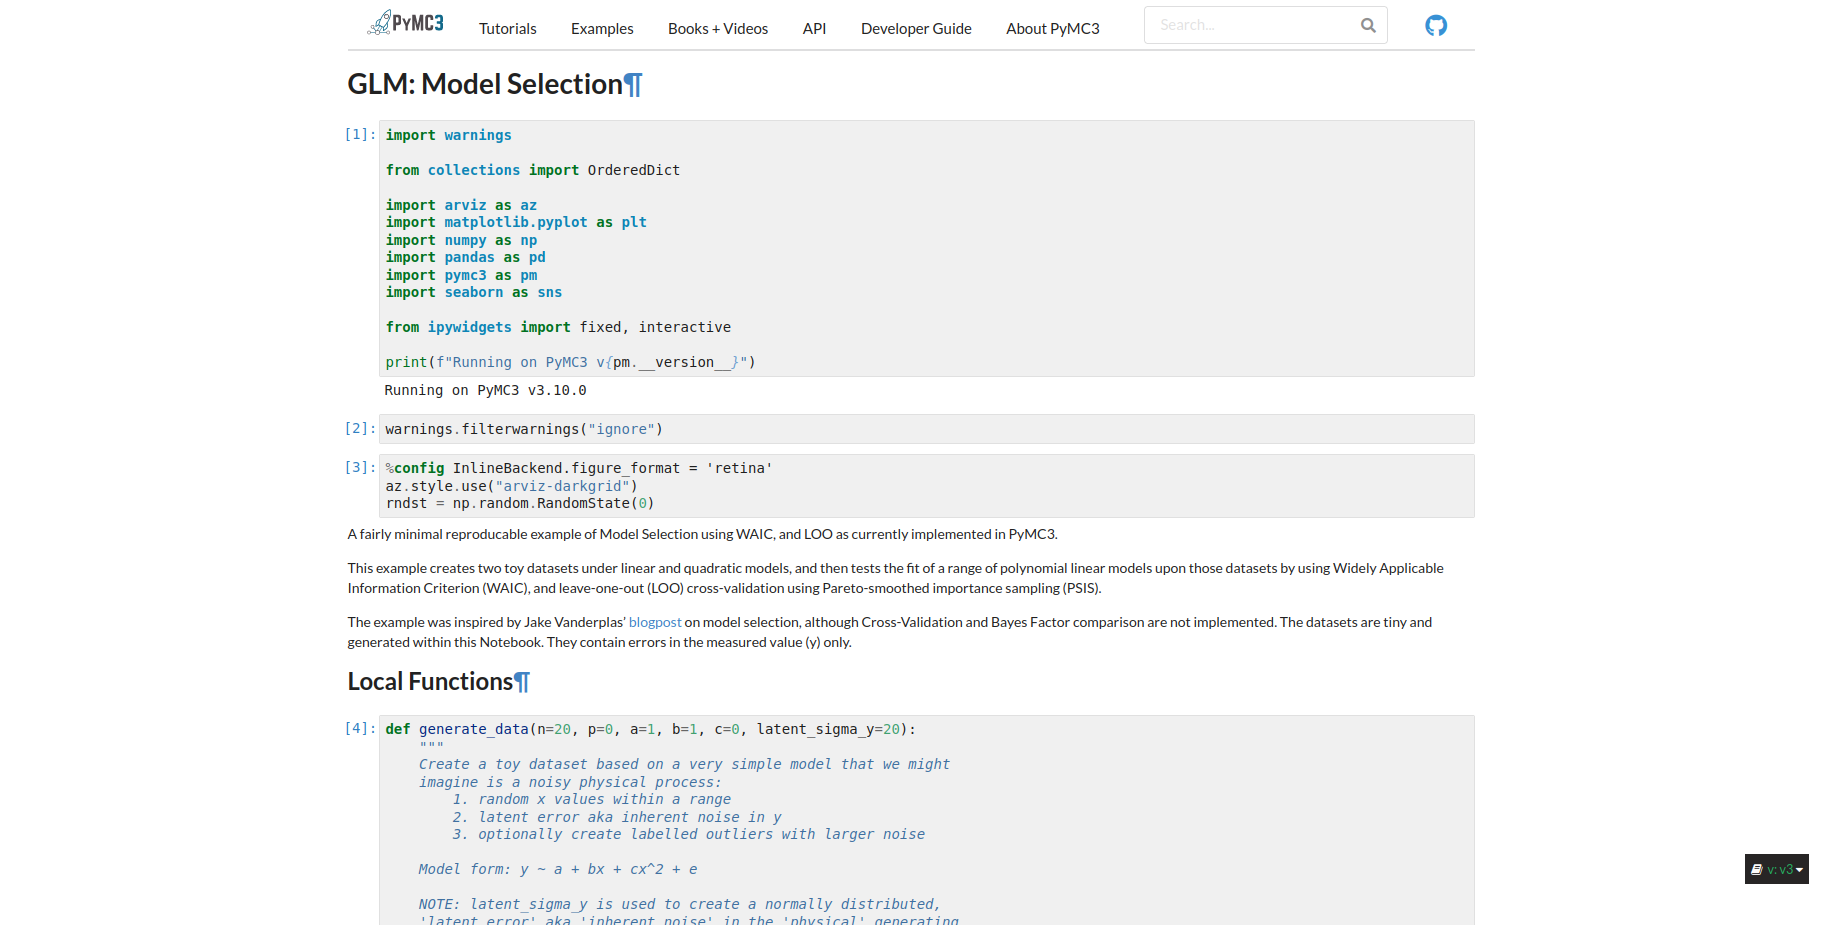 PyMC3 Tutorials Examples Books + Videos API Developer Guide About PyMC3 Search...
GLM: Model Selection¶
[1]: import warnings
from collections import OrderedDict
import arviz as az
import matplotlib.pyplot as plt
import numpy as np
import pandas as pd
import pymc3 as pm
import seaborn as sns
from ipywidgets import fixed, interactive
print(f"Running on PyMC3 v{pm.__version__}")
Running on PyMC3 v3.10.0
[2]: warnings.filterwarnings("ignore")
[3]: %config InlineBackend.figure_format = 'retina'
az.style.use("arviz-darkgrid")
rndst = np.random.RandomState(0)
A fairly minimal reproducable example of Model Selection using WAIC, and LOO as currently implemented in PyMC3.
This example creates two toy datasets under linear and quadratic models, and then tests the fit of a range of polynomial linear models upon those datasets by using Widely Applicable
Information Criterion (WAIC), and leave-one-out (LOO) cross-validation using Pareto-smoothed importance sampling (PSIS).
The example was inspired by Jake Vanderplas' blogpost on model selection, although Cross-Validation and Bayes Factor comparison are not implemented. The datasets are tiny and
generated within this Notebook. They contain errors in the measured value (y) only.
Local Functions¶
[4]: def generate_data(n=20, p=0, a=1, b=1, c=0, latent_sigma_y=20):
"""
Create a toy dataset based on a very simple model that we might
imagine is a noisy physical process:
1. random x values within a range
2. latent error aka inherent noise in y
3. optionally create labelled outliers with larger noise
Model form: y ~ a + bx + cx^2 + e
NOTE: latent_sigma_y is used to create a normally distributed,
'latent error' aka 'inherent noise' in the 'physical' generating
v: v3